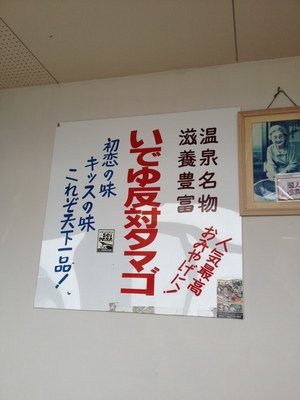 温泉名物
滋養豊富
人気最高
おみやげに!
いでゆ反対タマゴ
初恋の味
キッスの味
これぞ天下一品!